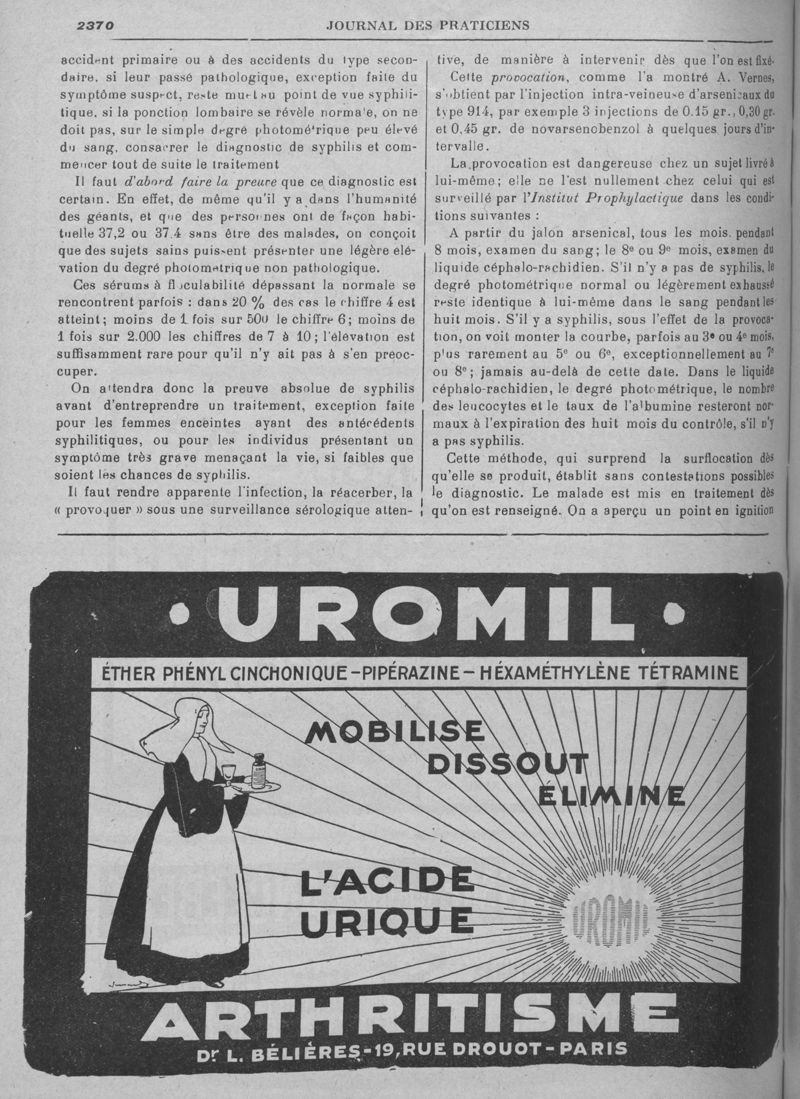 2370
JOURNAL DES PRATICIENS
accident primaire ou à des accidents du type secon-
daire, si leur passé pathologique, exception faite du
symptôme suspect, reste muet au point de vue syphili-
tique, si la ponction lombaire se révèle normale, on ne
doit pas, sur le simple degré photométrique peu élevé
du sang, consacrer le diagnostic de syphilis et com-
mencer tout de suite le traitement
Il faut d'abord faire la preuve que ce diagnostic est
certain. En effet, de même qu'il y a dans l'humanité
des géants, et que des personnes ont de façon habi-
tuelle 37,2 ou 37.4 sans être des malades, on conçoit
que des sujets sains puissent présenter une légère élé-
vation du degré photométrique non pathologique.
Ces sérums à floculabilité dépassant la normale se
rencontrent parfois : dans 20 % des cas le chiffre 4 est
atteint; moins de 1 fois sur 500 le chiffre 6; moins de
1 fois sur 2.000 les chiffres de 7 à 10; l'élévation est
suffisamment rare pour qu'il n'y ait pas à s'en préoc-
cuper.
On attendra donc la preuve absolue de syphilis
avant d'entreprendre un traitement, exception faite
pour les femmes enceintes ayant des antécédents
syphilitiques, ou pour les individus présentant un
symptôme très grave menaçant la vie, si faibles que
soient les chances de syphilis.
Il faut rendre apparente l'infection, la réacerber, la
« provoquer » sous une surveillance sérologique atten-
tive, de manière à intervenir dès que l'on est fixé.
Cette provocation, comme l'a montré A. Vernes,
s'obtient par l'injection intra-veineuse d'arsenicaux du
type 914, par exemple 3 injections de 0.15 gr., 0,30 gr.
et 0.45 gr. de novarsenobenzol à quelques jours d'in-
tervalle.
La provocation est dangereuse chez un sujet livré à
lui-même; elle ne l'est nullement chez celui qui est
surveillé par l'Institut Prophylactique dans les condi-
tions suivantes :
A partir du jalon arsenical, tous les mois, pendant
8 mois, examen du sang; le 8e ou 9e mois, examen du
liquide céphalo-rachidien. S'il n'y a pas de syphilis, le
degré photométrique normal ou légèrement exhaussé
reste identique à lui-même dans le sang pendant les
huit mois. S'il y a syphilis, sous l'effet de la provoca-
tion, on voit monter la courbe, parfois au 3e ou 4e mois,
plus rarement au 5e ou 6e, exceptionnellement au 7e
ou 8e; jamais au-delà de cette date. Dans le liquide
céphalo-rachidien, le degré photométrique, le nombre
des leucocytes et le taux de l'albumine resteront nor-
maux à l'expiration des huit mois du contrôle, s'il n'y
a pas syphilis.
Cette méthode, qui surprend la surflocation dès
qu'elle se produit, établit sans contestations possibles
le diagnostic. Le malade est mis en traitement dès
qu'on est renseigné. On a aperçu un point en ignition
• UROMIL •
ÉTHER PHÉNYL CINCHONIQUE - PIPÉRAZINE - HÉXAMÉTHYLÈNE TÉTRAMINE
MOBILISE
DISSOUT
ÉLIMINE
L'ACIDE
URIQUE
UROMIL
ARTHRITISME
Dr L. BÉLIÈRES - 19, RUE DROUOT - PARIS